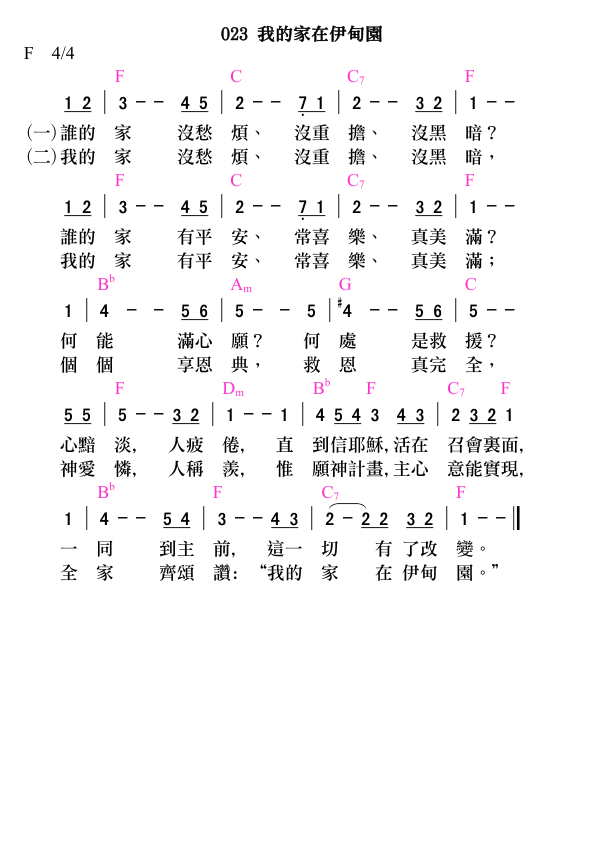 023 我的家在伊甸園
F 4/4
F C C7 F
1 2 | 3 - - 4 5 | 2 - - 7 1 | 2 - - 3 2 | 1 - -
(一)誰的 家 沒愁 煩、 沒重 擔、 沒黑 暗？
(二)我的 家 沒愁 煩、 沒重 擔、 沒黑 暗，
F C C7 F
1 2 | 3 - - 4 5 | 2 - - 7 1 | 2 - - 3 2 | 1 - -
誰的 家 有平 安、 常喜 樂、 真美 滿？
我的 家 有平 安、 常喜 樂、 真美 滿；
Bb Am G C
1 | 4 - - 5 6 | 5 - - 5 | #4 - - 5 6 | 5 - -
何 能 滿心 願？ 何 處 是救 援？
個 個 享恩 典， 救 恩 真完 全，
F Dm Bb F C7 F
5 5 | 5 - - 3 2 | 1 - - 1 | 4 5 4 3 4 3 | 2 3 2 1
心黯 淡, 人疲 倦, 直 到信耶穌,活在 召會裏面,
神愛 憐, 人稱 羨, 惟 願神計畫,主心 意能實現,
Bb F C7 F
1 | 4 - - 5 4 | 3 - - 4 3 | 2 - 2 2 3 2 | 1 - - ||
一 同 到主 前, 這一 切 有 了改 變。
全 家 齊頌 讚: “我的 家 在 伊甸 園。”